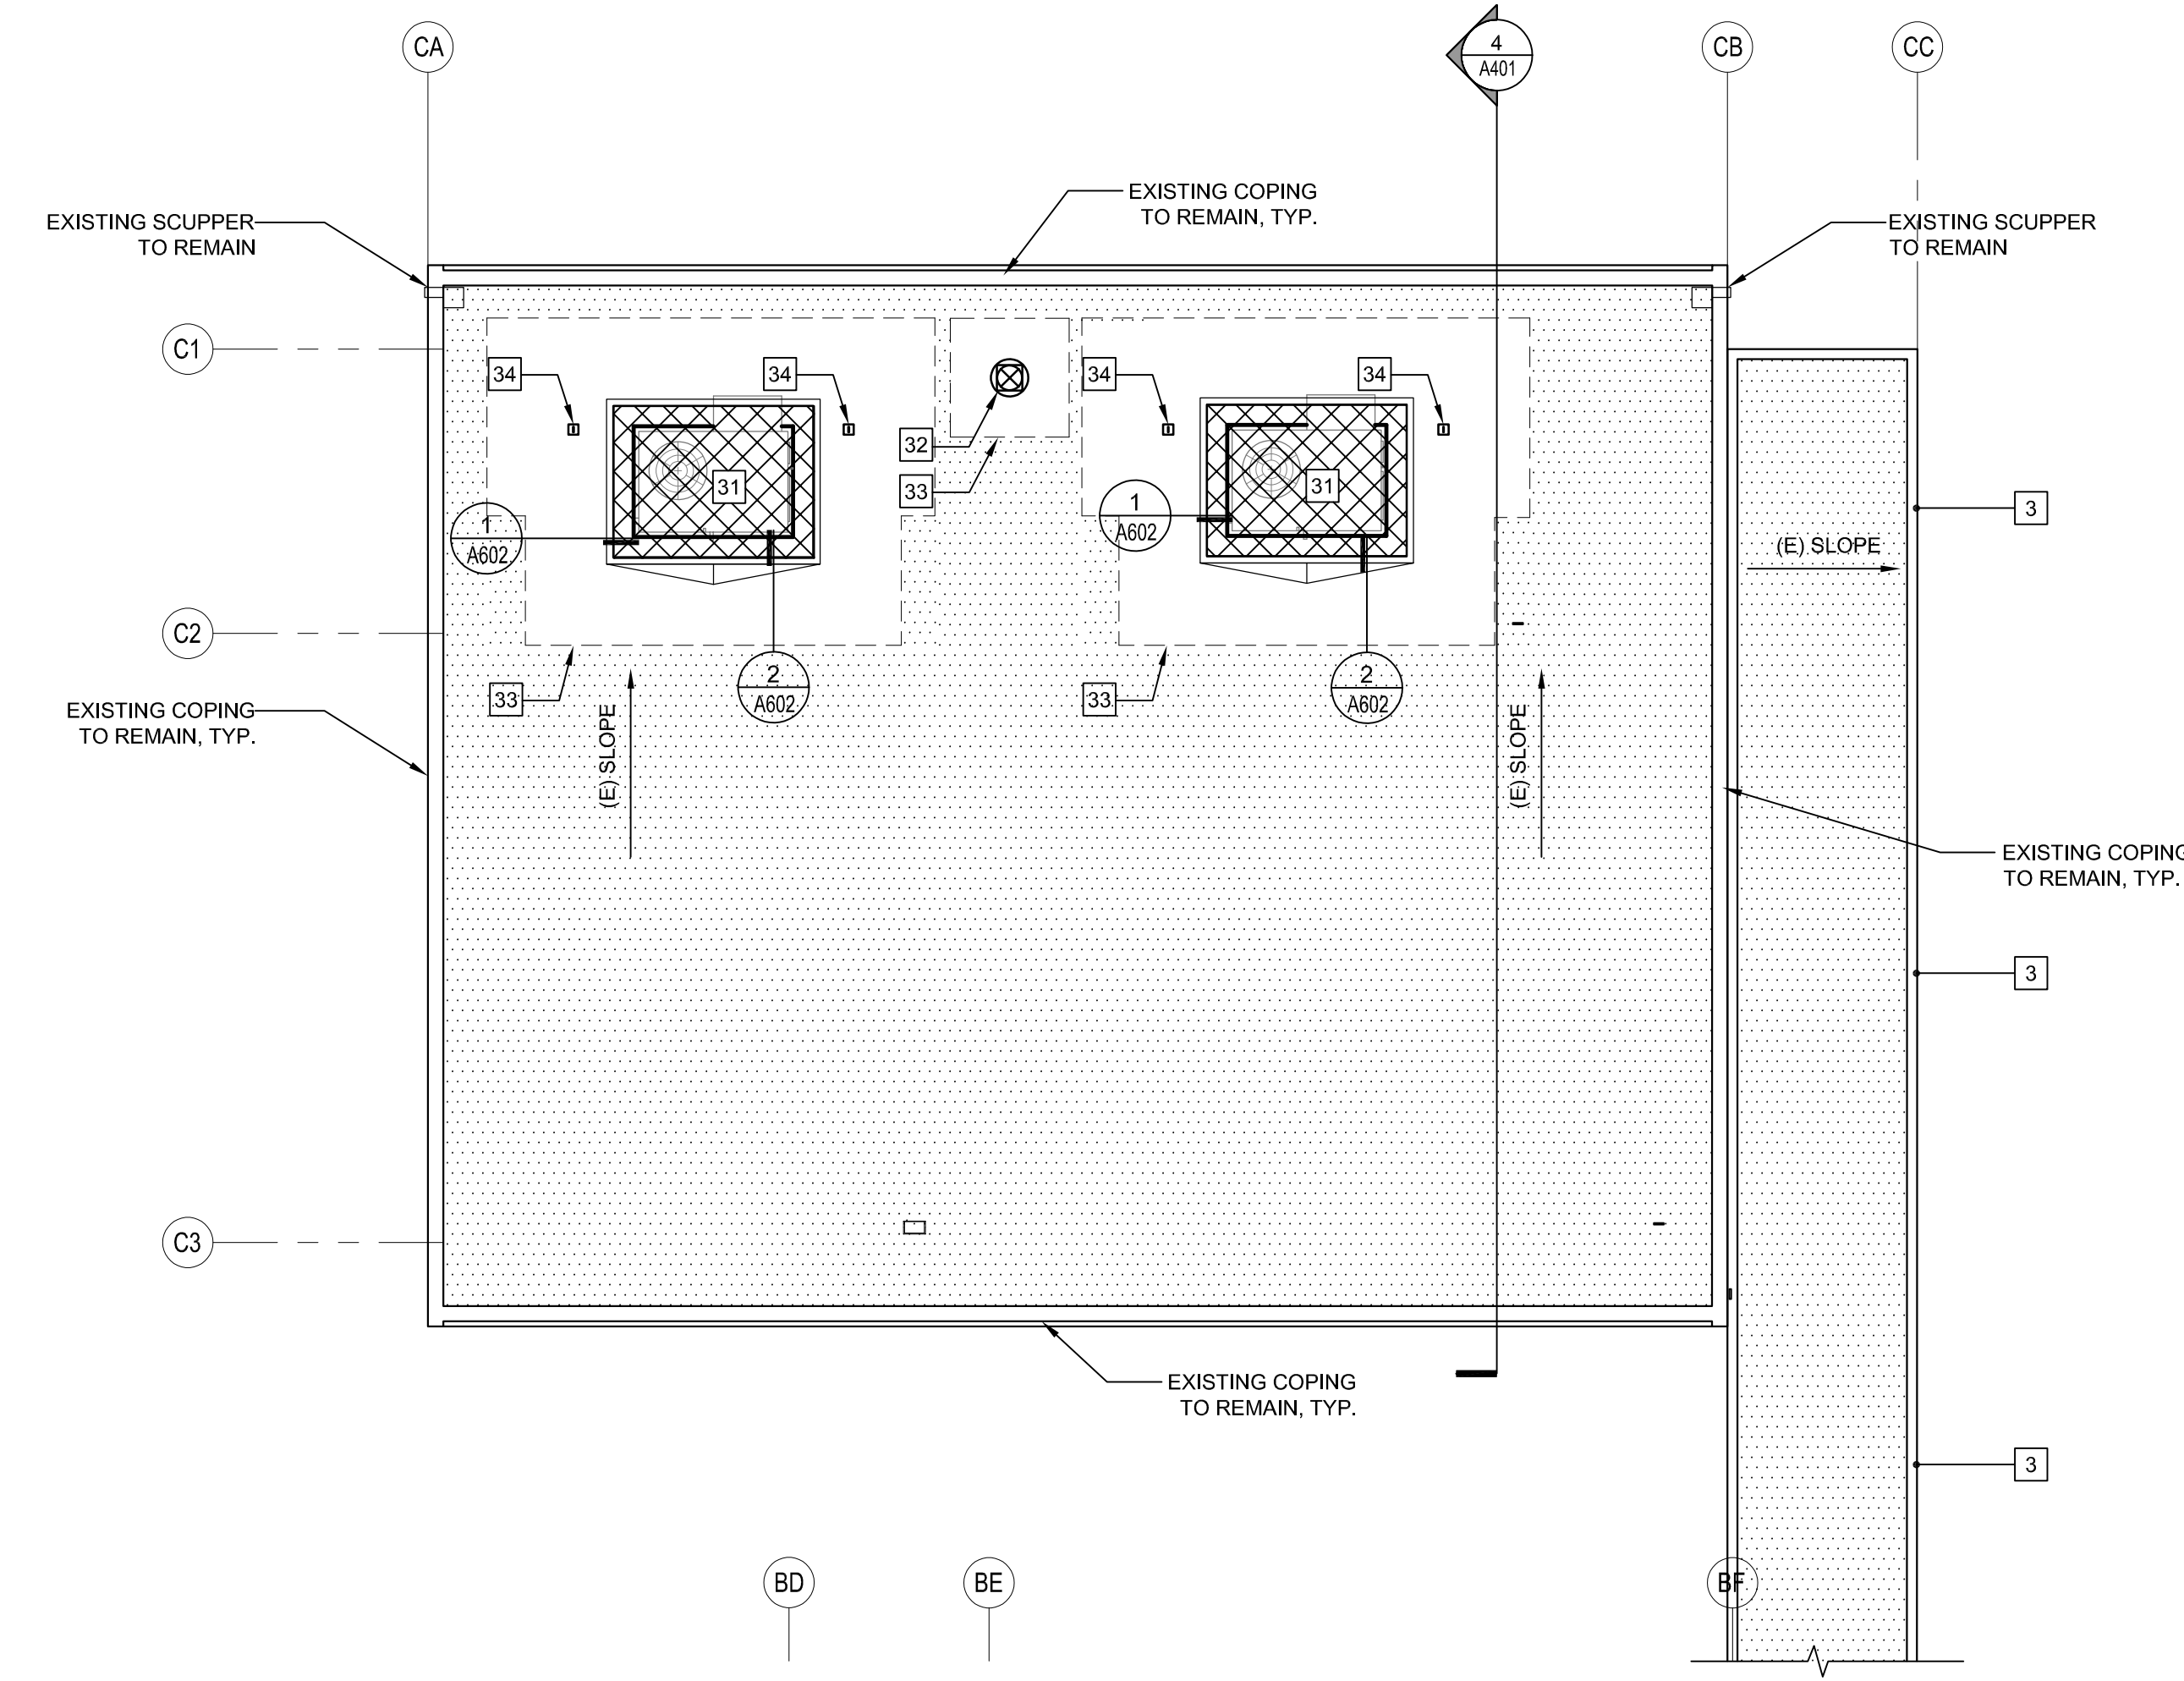 CA
4
A401
CB
CC
EXISTING SCUPPER
TO REMAIN
EXISTING COPING
TO REMAIN, TYP.
EXISTING SCUPPER
TO REMAIN
C1
34
34
34
34
32
33
31
31
1
A602
1
A602
3
(E) SLOPE
C2
33
2
A602
33
2
A602
EXISTING COPING
TO REMAIN, TYP.
(E) SLOPE
(E) SLOPE
EXISTING COPING
TO REMAIN, TYP.
3
C3
EXISTING COPING
TO REMAIN, TYP.
3
BD
BE
BF